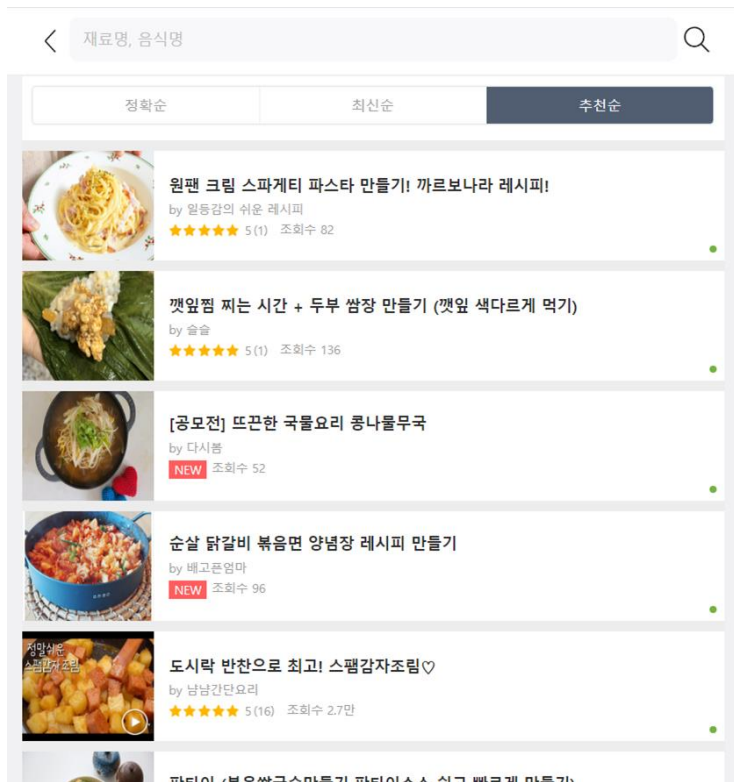 재료명, 음식명
정확순
최신순
추천순
원팬 크림 스파게티 파스타 만들기! 까르보나라 레시피!
by 일등감의 쉬운 레시피
★★★★★ 5(1) 조회수 82
깻잎찜 찌는 시간 + 두부 쌈장 만들기 (깻잎 색다르게 먹기)
by 슬슬
★★★★★ 5(1) 조회수 136
[공모전] 뜨끈한 국물요리 콩나물무국
by 다시봄
NEW 조회수 52
순살 닭갈비 볶음면 양념장 레시피 만들기
by 배고픈엄마
NEW 조회수 96
정말쉬운
스팸감자조림
도시락 반찬으로 최고! 스팸감자조림♡
by 냠냠간단요리
★★★★★ 5(16) 조회수 2.7만